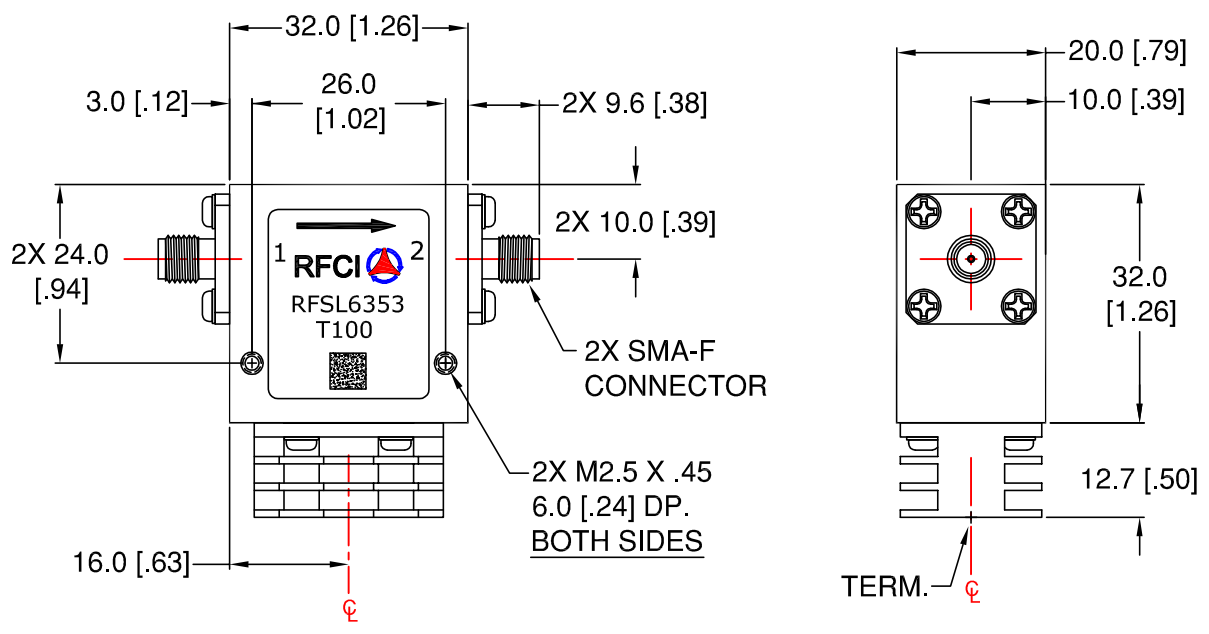 32.0 [1.26]
3.0 [.12]
26.0
[1.02]
2X 9.6 [.38]
2X 24.0
[.94]
2X 10.0 [.39]
1
2
RFCI
RFSL6353
T100
2X SMA-F
CONNECTOR
2X M2.5 X .45
6.0 [.24] DP.
BOTH SIDES
16.0 [.63]
℄
20.0 [.79]
10.0 [.39]
32.0
[1.26]
12.7 [.50]
TERM.
℄